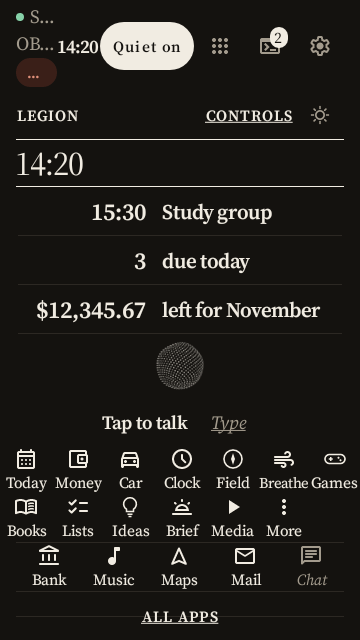 S...
OB... 14:20 Quiet on 2
...
LEGION CONTROLS
14:20
15:30 Study group
3 due today
$12,345.67 left for November
Tap to talk Type
Today Money Car Clock Field Breathe Games
Books Lists Ideas Brief Media More
Bank Music Maps Mail Chat
ALL APPS